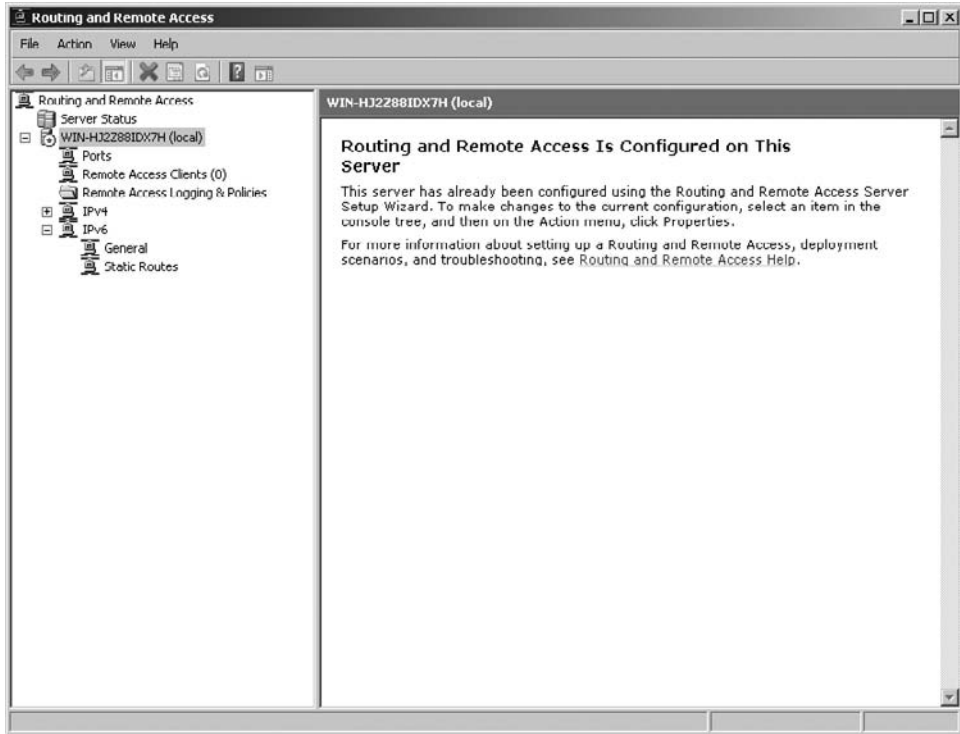 Routing and Remote Access
File Action View Help
Routing and Remote Access
Server Status
WIN-HJ2Z88IDX7H (local)
Ports
Remote Access Clients (0)
Remote Access Logging & Policies
IPv4
IPv6
General
Static Routes
WIN-HJ2Z88IDX7H (local)
Routing and Remote Access Is Configured on This
Server
This server has already been configured using the Routing and Remote Access Server
Setup Wizard. To make changes to the current configuration, select an item in the
console tree, and then on the Action menu, click Properties.
For more information about setting up a Routing and Remote Access, deployment
scenarios, and troubleshooting, see Routing and Remote Access Help.